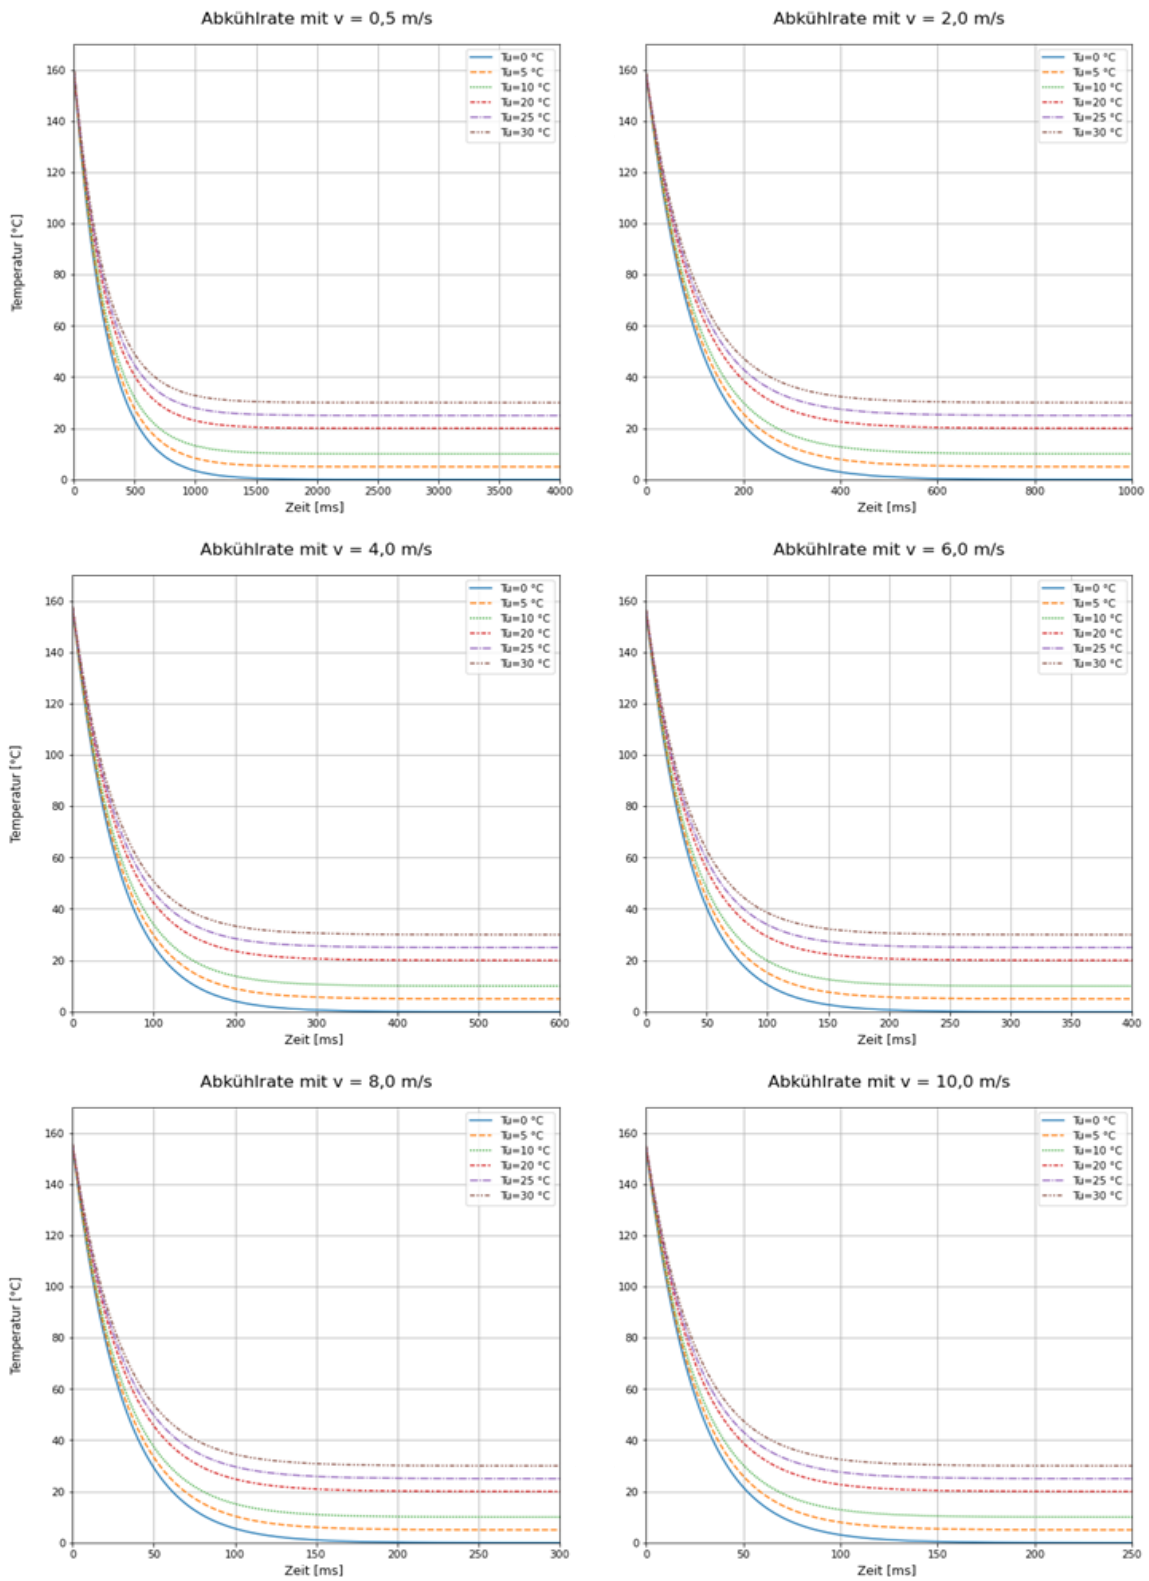 Abkühlrate mit v = 0,5 m/s
Temperatur [°C]
160
140
120
100
80
60
40
20
0
Tu=0 °C
Tu=5 °C
Tu=10 °C
Tu=20 °C
Tu=25 °C
Tu=30 °C
0 500 1000 1500 2000 2500 3000 3500 4000
Zeit [ms]
Abkühlrate mit v = 2,0 m/s
160
140
120
100
80
60
40
20
0
Tu=0 °C
Tu=5 °C
Tu=10 °C
Tu=20 °C
Tu=25 °C
Tu=30 °C
0 200 400 600 800 1000
Zeit [ms]
Abkühlrate mit v = 4,0 m/s
Temperatur [°C]
160
140
120
100
80
60
40
20
0
Tu=0 °C
Tu=5 °C
Tu=10 °C
Tu=20 °C
Tu=25 °C
Tu=30 °C
0 100 200 300 400 500 600
Zeit [ms]
Abkühlrate mit v = 6,0 m/s
160
140
120
100
80
60
40
20
0
Tu=0 °C
Tu=5 °C
Tu=10 °C
Tu=20 °C
Tu=25 °C
Tu=30 °C
0 50 100 150 200 250 300 350 400
Zeit [ms]
Abkühlrate mit v = 8,0 m/s
Temperatur [°C]
160
140
120
100
80
60
40
20
0
Tu=0 °C
Tu=5 °C
Tu=10 °C
Tu=20 °C
Tu=25 °C
Tu=30 °C
0 50 100 150 200 250 300
Zeit [ms]
Abkühlrate mit v = 10,0 m/s
160
140
120
100
80
60
40
20
0
Tu=0 °C
Tu=5 °C
Tu=10 °C
Tu=20 °C
Tu=25 °C
Tu=30 °C
0 50 100 150 200 250
Zeit [ms]